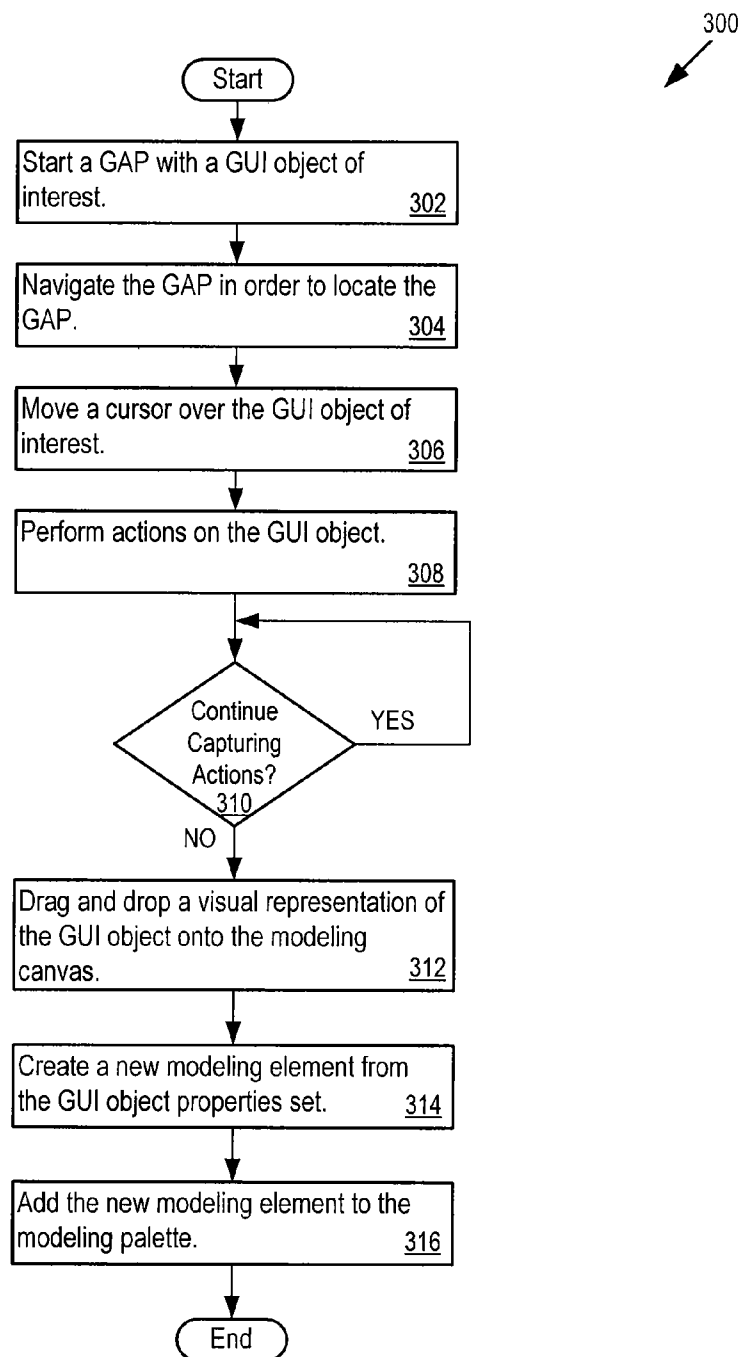 300
Start
Start a GAP with a GUI object of
interest.
302
Navigate the GAP in order to locate the
GAP.
304
Move a cursor over the GUI object of
interest.
306
Perform actions on the GUI object.
308
Continue
Capturing
Actions?
310
YES
NO
Drag and drop a visual representation of
the GUI object onto the modeling
canvas.
312
Create a new modeling element from
the GUI object properties set.
314
Add the new modeling element to the
modeling palette.
316
End